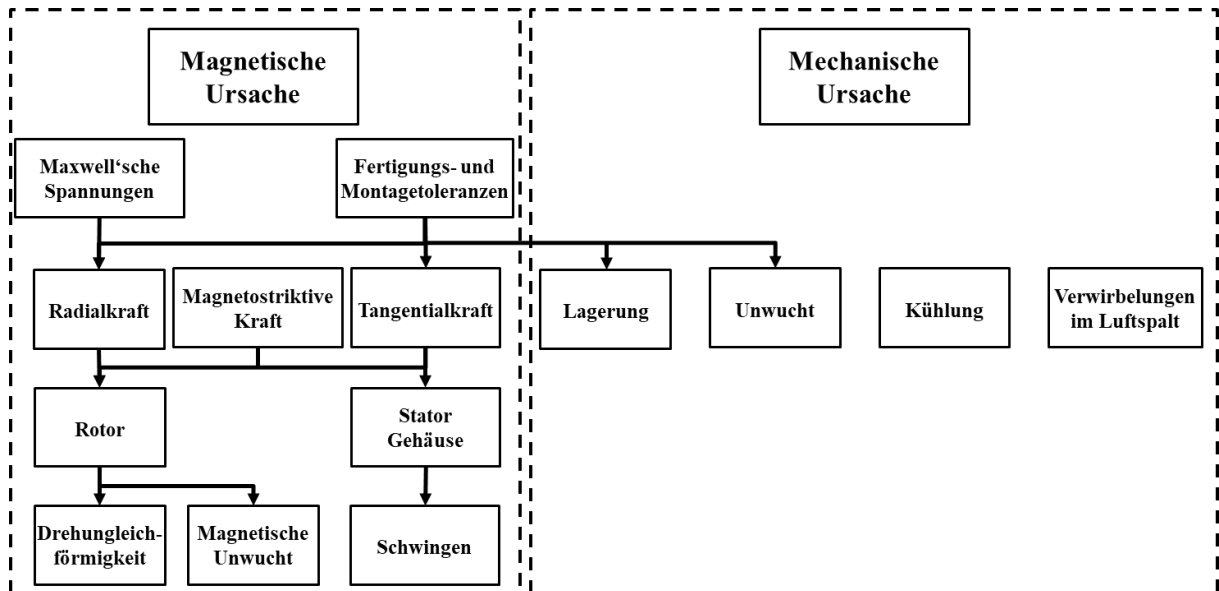 Magnetische
Ursache
Mechanische
Ursache
Maxwell‘sche
Spannungen
Fertigungs- und
Montagetoleranzen
Radialkraft
Magnetostriktive
Kraft
Tangentialkraft
Lagerung
Unwucht
Kühlung
Verwirbelungen
im Luftspalt
Rotor
Stator
Gehäuse
Drehungleich-
förmigkeit
Magnetische
Unwucht
Schwingen